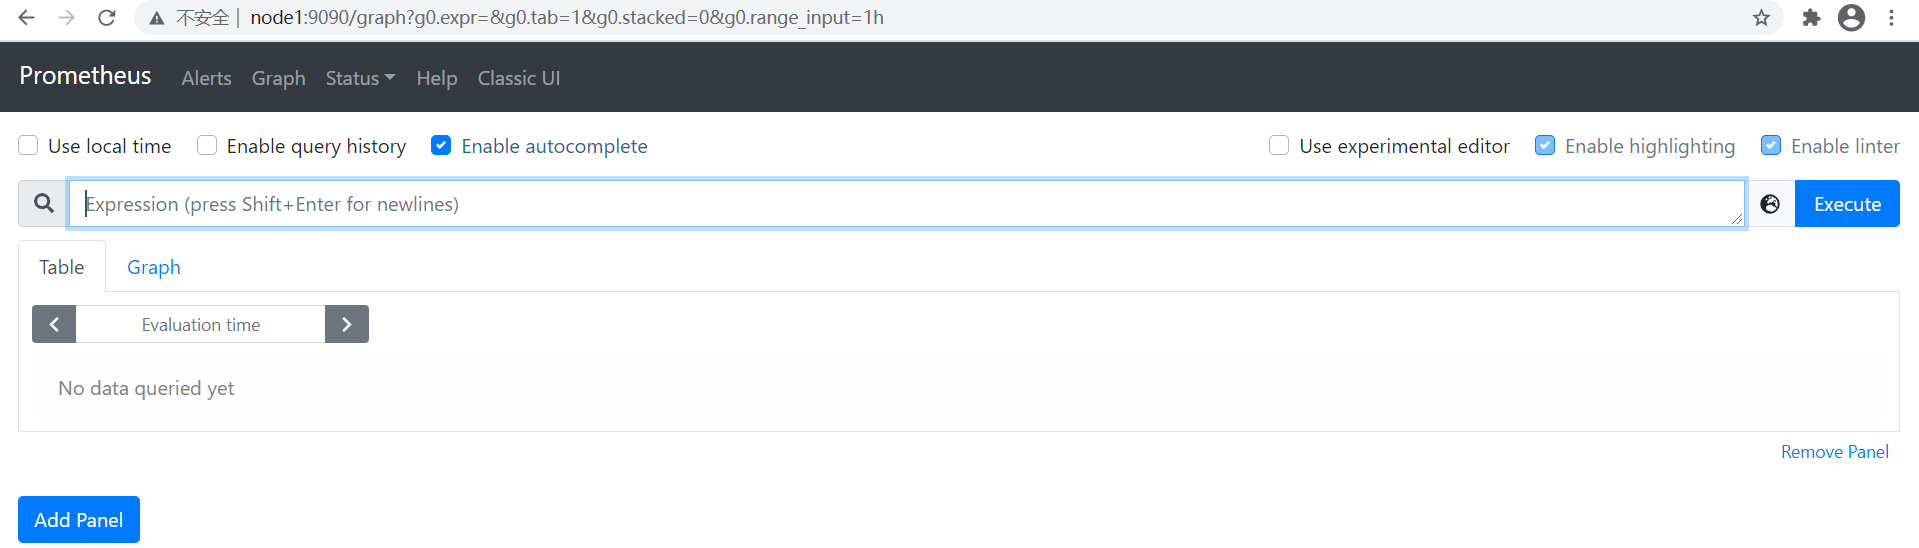 不安全 | node1:9090/graph?g0.expr=&g0.tab=1&g0.stacked=0&g0.range_input=1h
Prometheus Alerts Graph Status Help Classic UI
Use local time Enable query history Enable autocomplete Use experimental editor Enable highlighting Enable linter
Expression (press Shift+Enter for newlines) Execute
Table Graph
Evaluation time
No data queried yet
Remove Panel
Add Panel